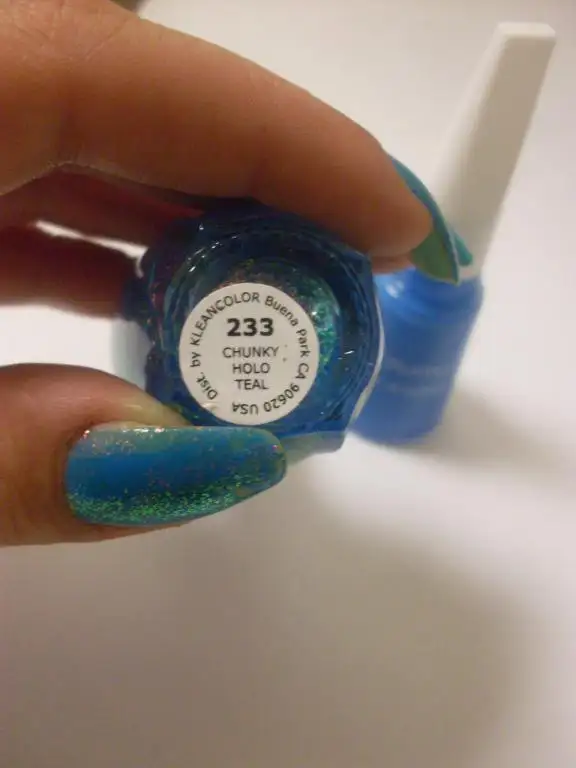 Dist. by KLEANCOLOR Buena Park CA 90620 USA
233
CHUNKY
HOLO
TEAL